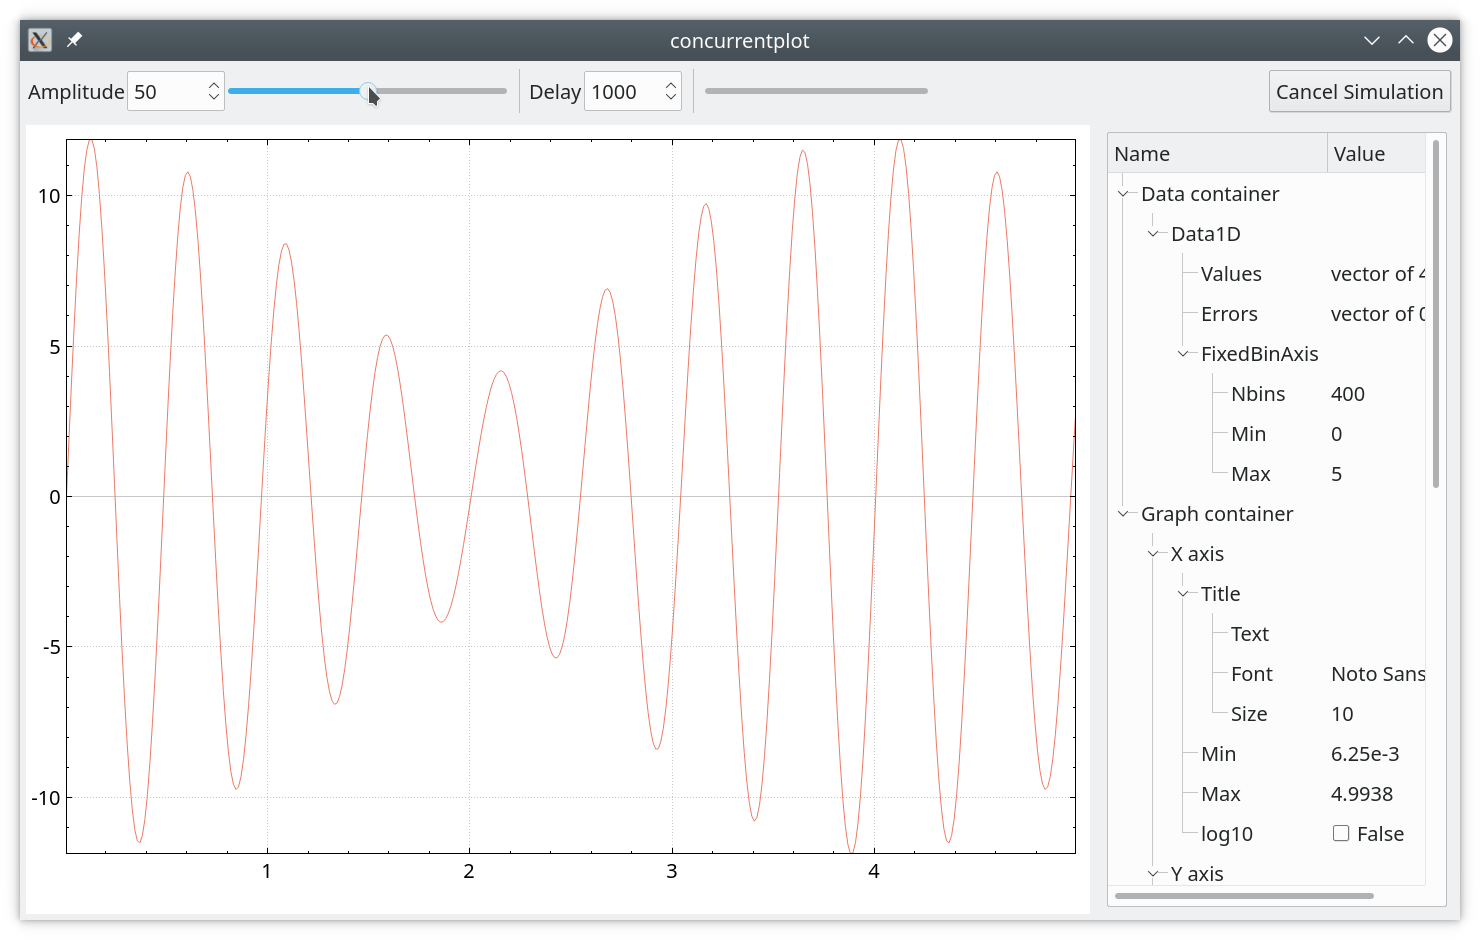 concurrentplot
Amplitude 50 Delay 1000 Cancel Simulation
10
5
0
-5
-10
1 2 3 4
Name Value
Data container
Data1D
Values vector of 4
Errors vector of 0
FixedBinAxis
Nbins 400
Min 0
Max 5
Graph container
X axis
Title
Text
Font Noto Sans
Size 10
Min 6.25e-3
Max 4.9938
log10 False
Y axis